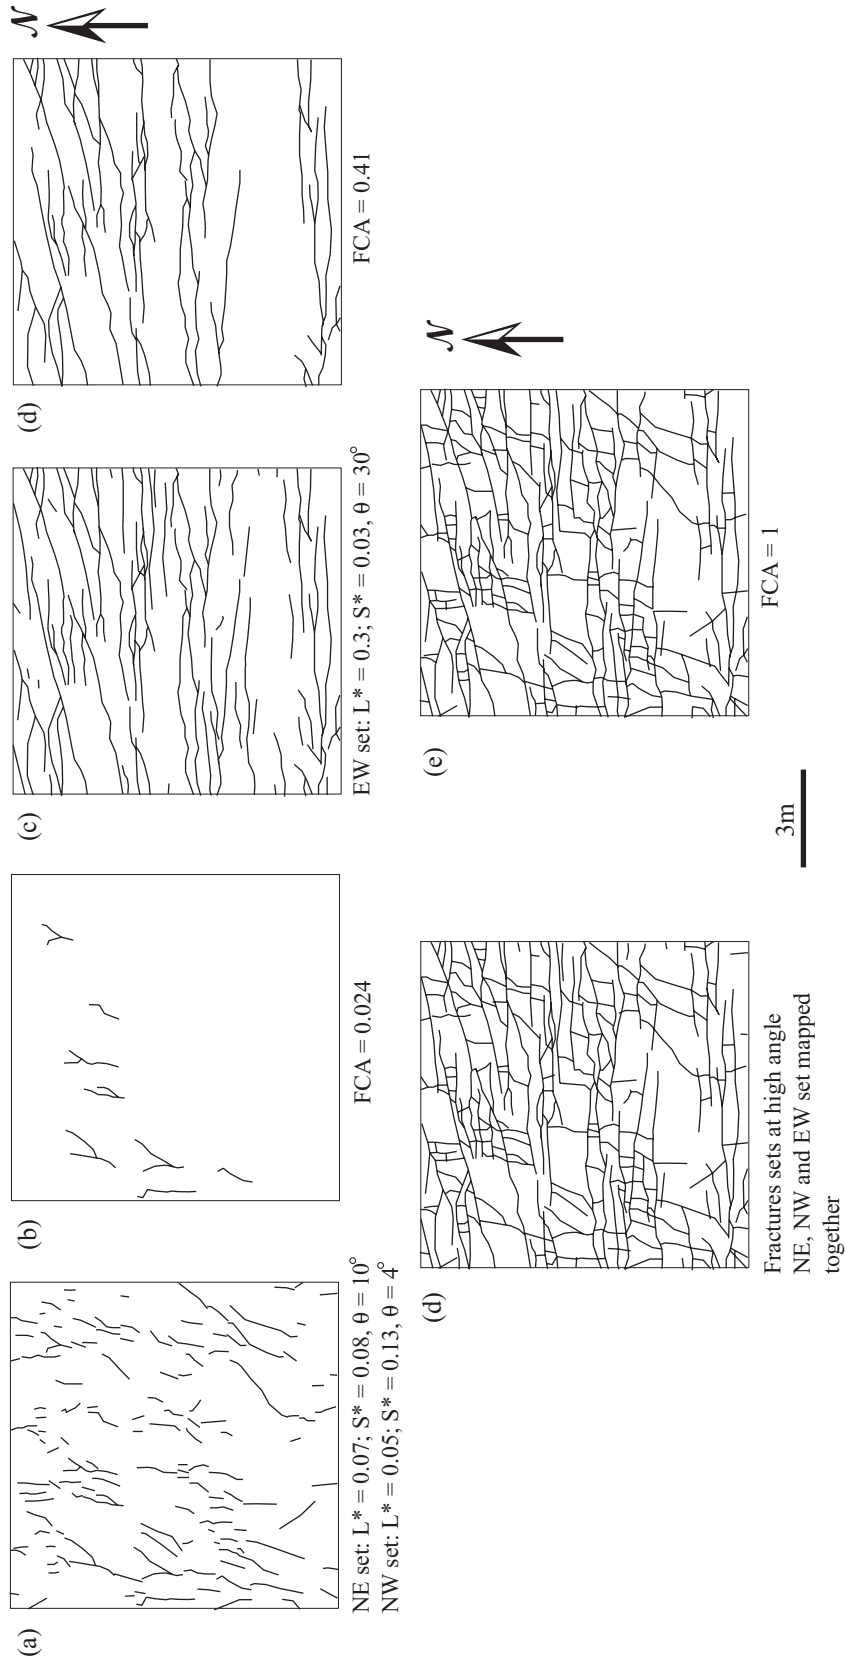 (a)
NE set: L* = 0.07; S* = 0.08, θ = 10°
NW set: L* = 0.05; S* = 0.13, θ = 4°
(b)
FCA = 0.024
(c)
EW set: L* = 0.3; S* = 0.03, θ = 30°
(d)
FCA = 0.41
N
(d)
Fractures sets at high angle
NE, NW and EW set mapped
together
3m
(e)
FCA = 1
N